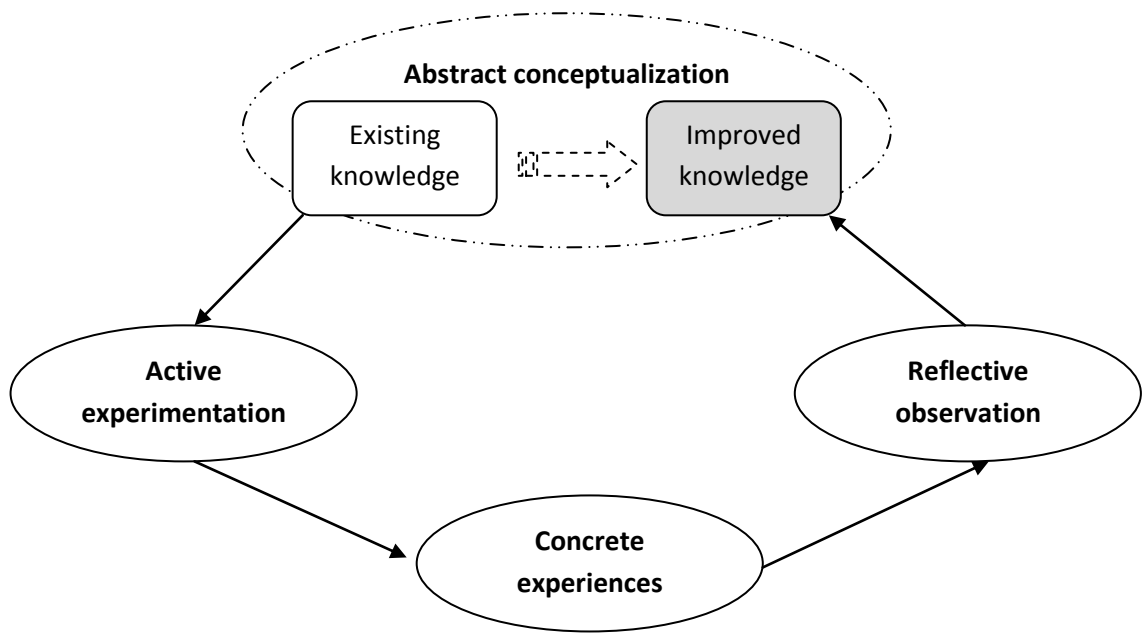 Abstract conceptualization
Existing
knowledge
Improved
knowledge
Active
experimentation
Reflective
observation
Concrete
experiences